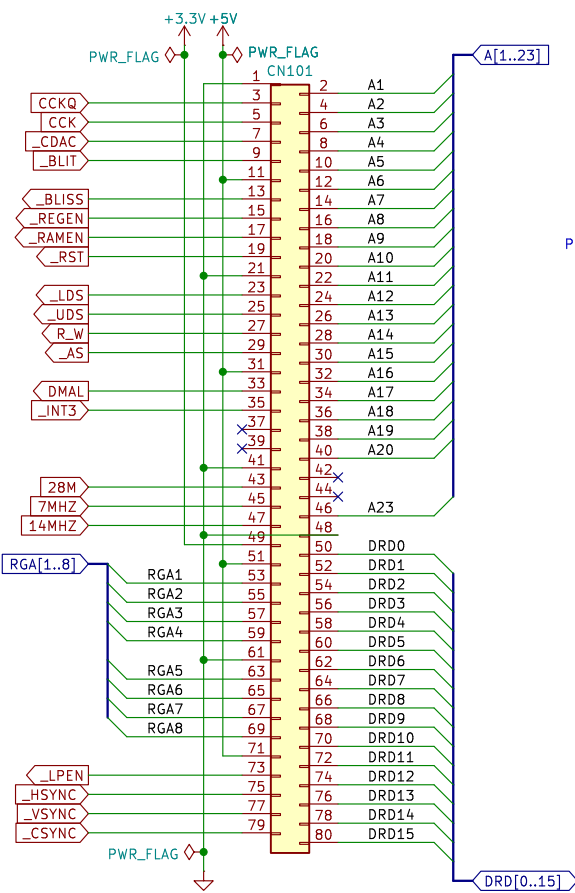 +3.3V +5V
PWR_FLAG PWR_FLAG
CN101
A[1..23]
1
2 A1
CCKQ 3
4 A2
CCK 5
6 A3
_CDAC 7
8 A4
_BLIT 9
10 A5
11
12 A6
_BLISS 13
14 A7
_REGEN 15
16 A8
_RAMEN 17
18 A9
P
_RST 19
20 A10
21
22 A11
_LDS 23
24 A12
_UDS 25
26 A13
R_W 27
28 A14
_AS 29
30 A15
31
32 A16
DMAL 33
34 A17
_INT3 35
36 A18
37
38 A19
39
40 A20
41
42
28M 43
44
7MHZ 45
46 A23
14MHZ 47
48
49
50 DRD0
RGA[1..8]
51
52 DRD1
RGA1 53
54 DRD2
RGA2 55
56 DRD3
RGA3 57
58 DRD4
RGA4 59
60 DRD5
61
62 DRD6
RGA5 63
64 DRD7
RGA6 65
66 DRD8
RGA7 67
68 DRD9
RGA8 69
70 DRD10
71
72 DRD11
_LPEN 73
74 DRD12
_HSYNC 75
76 DRD13
_VSYNC 77
78 DRD14
_CSYNC 79
80 DRD15
PWR_FLAG
DRD[0..15]